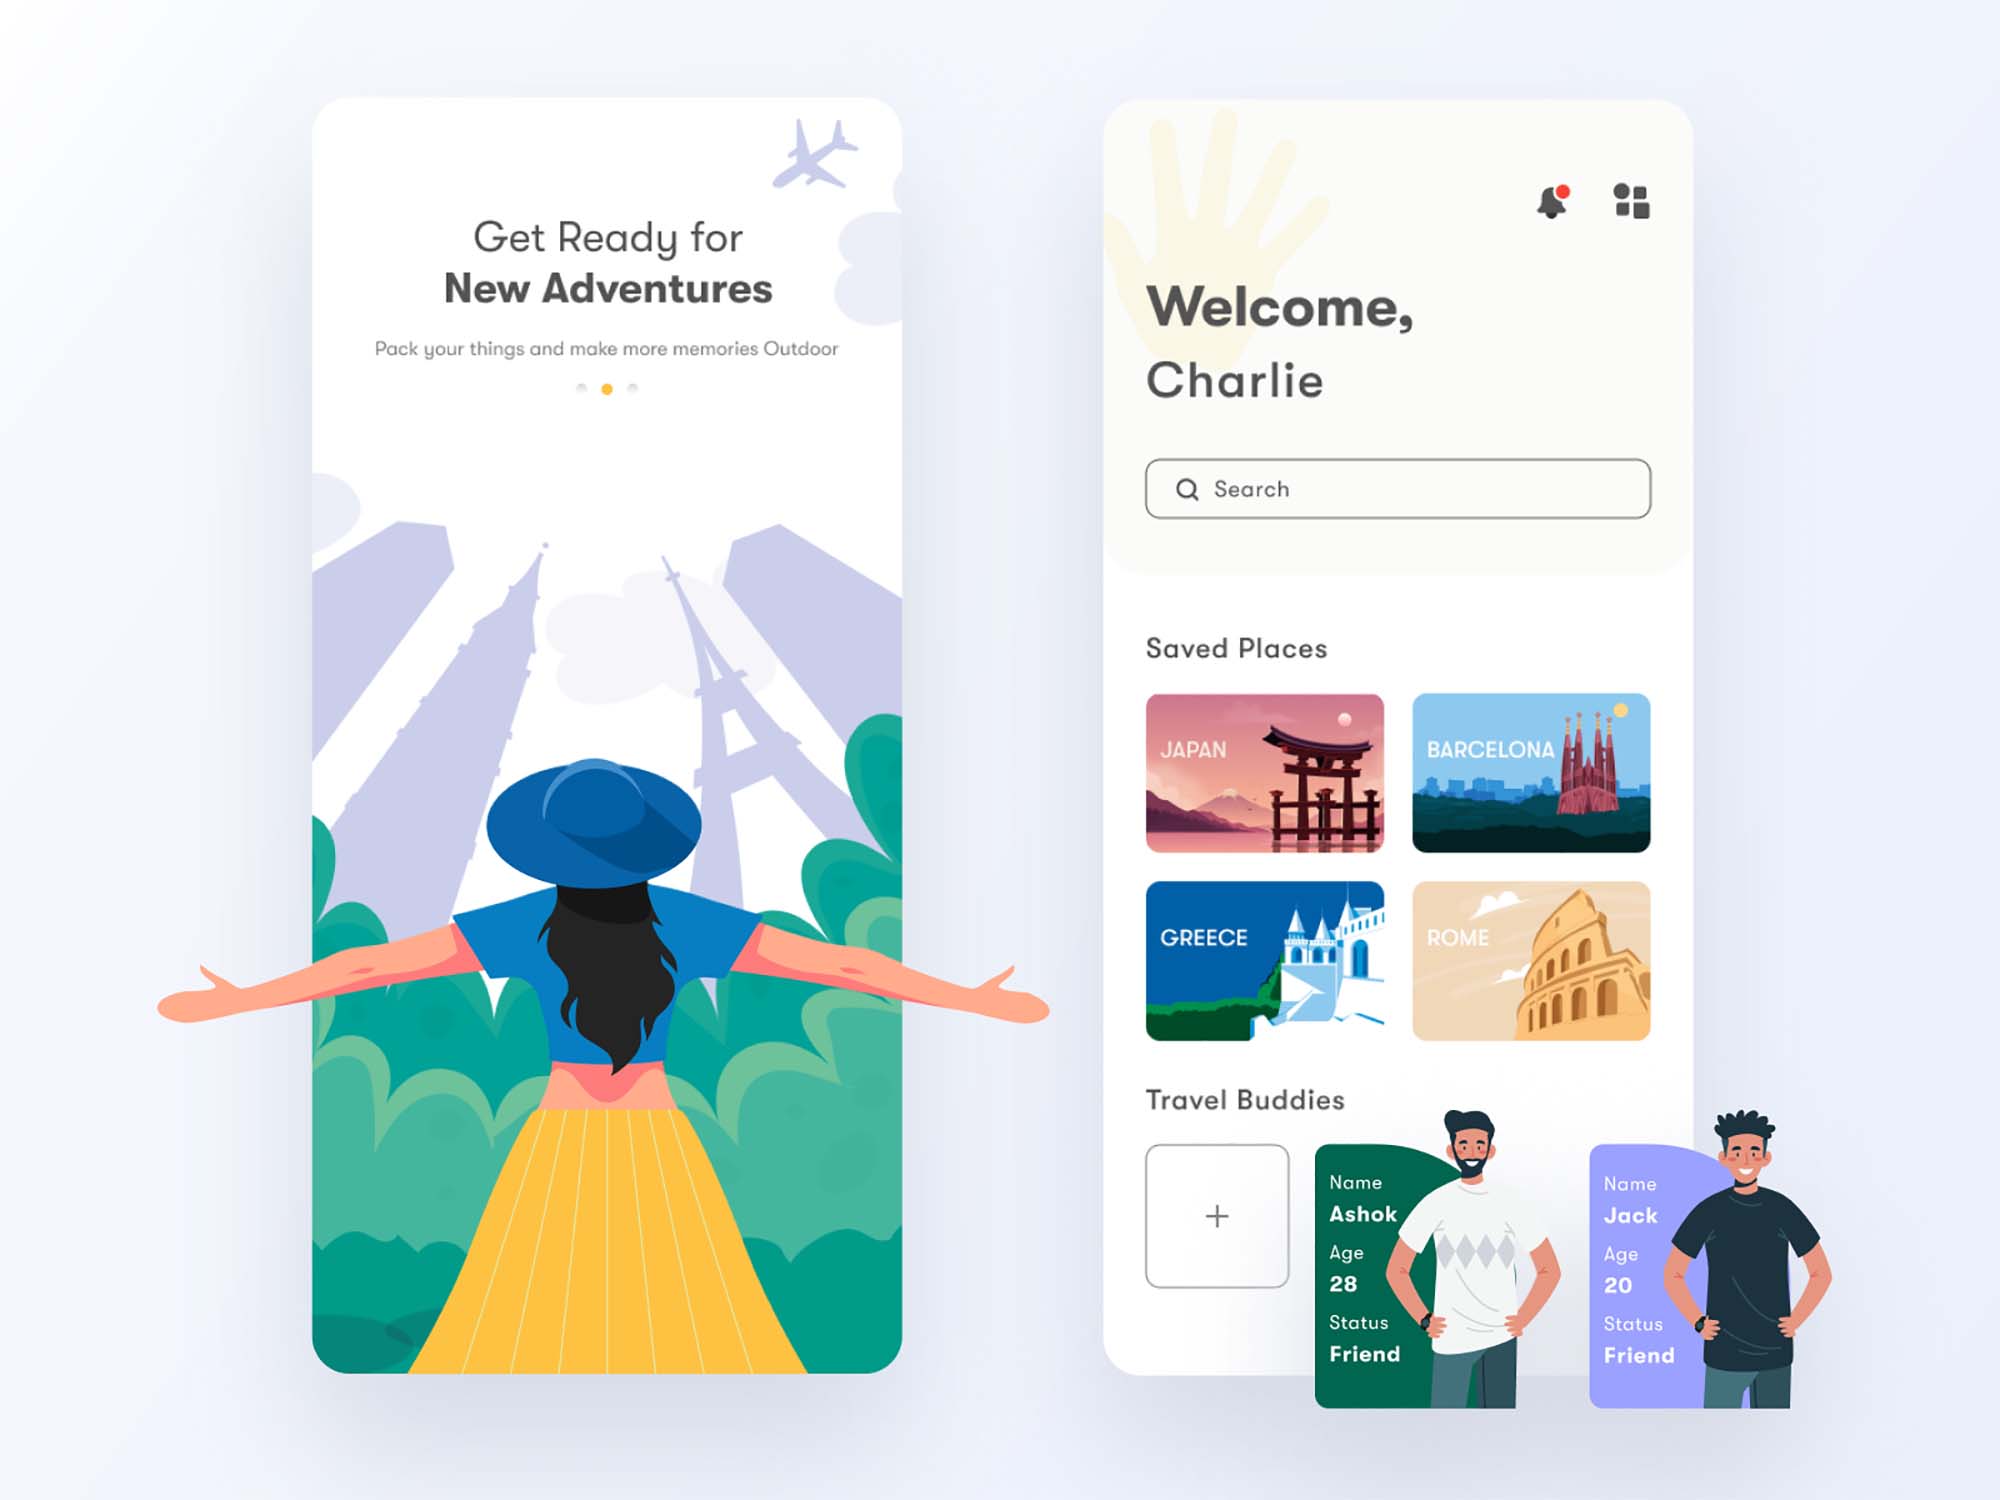 Get Ready for
New Adventures
Pack your things and make more memories Outdoor
Welcome,
Charlie
Search
Saved Places
JAPAN
BARCELONA
GREECE
ROME
Travel Buddies
+
Name
Ashok
Age
28
Status
Friend
Name
Jack
Age
20
Status
Friend